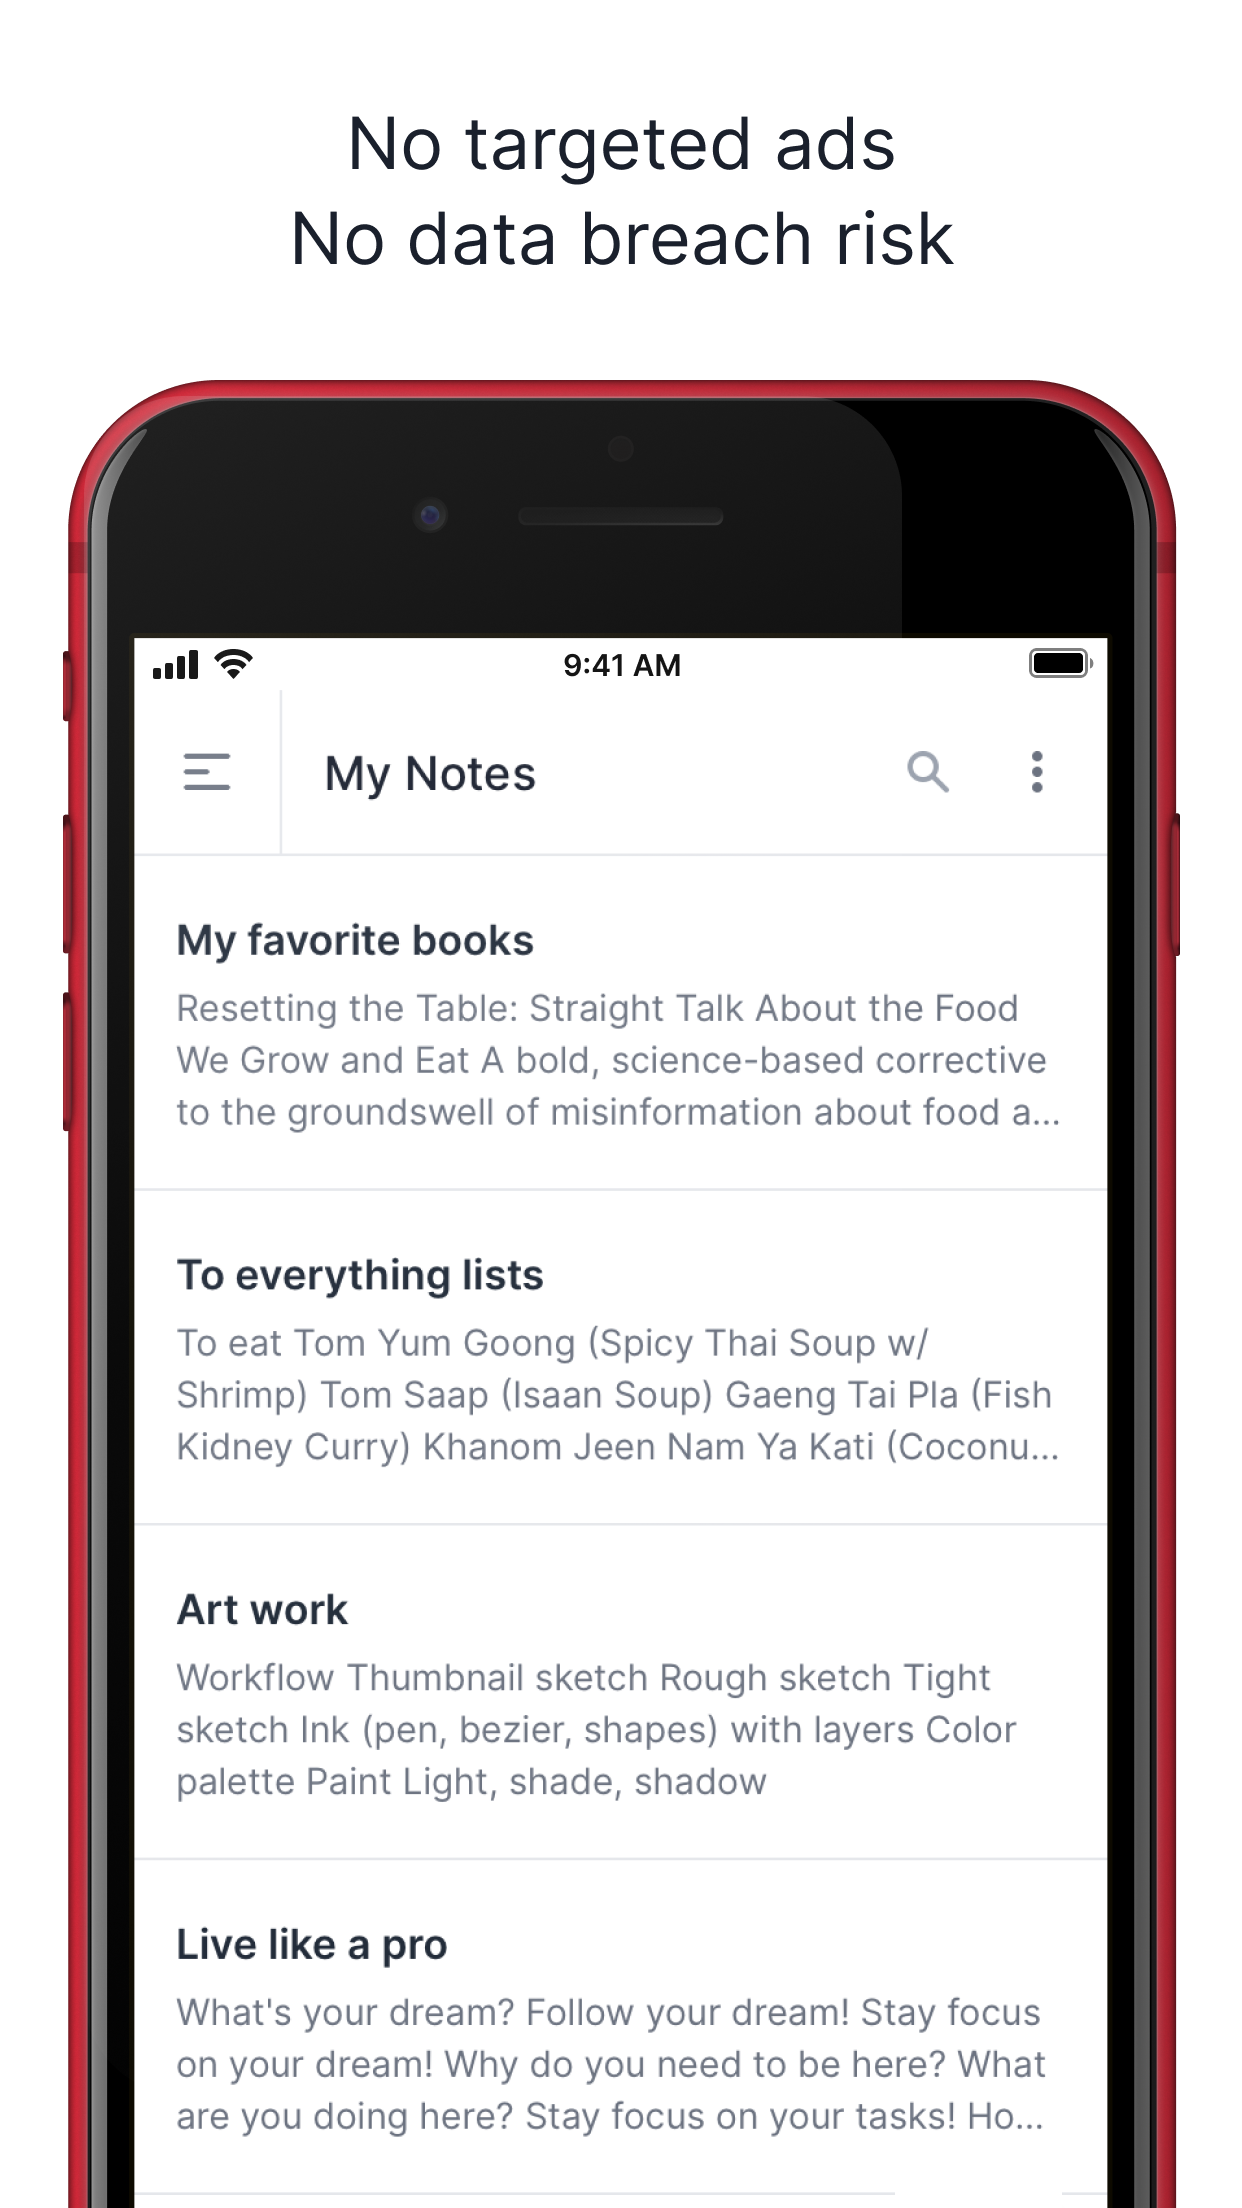 No targeted ads
No data breach risk
9:41 AM
My Notes
My favorite books
Resetting the Table: Straight Talk About the Food
We Grow and Eat A bold, science-based corrective
to the groundswell of misinformation about food a...
To everything lists
To eat Tom Yum Goong (Spicy Thai Soup w/
Shrimp) Tom Saap (Isaan Soup) Gaeng Tai Pla (Fish
Kidney Curry) Khanom Jeen Nam Ya Kati (Coconu...
Art work
Workflow Thumbnail sketch Rough sketch Tight
sketch Ink (pen, bezier, shapes) with layers Color
palette Paint Light, shade, shadow
Live like a pro
What's your dream? Follow your dream! Stay focus
on your dream! Why do you need to be here? What
are you doing here? Stay focus on your tasks! Ho...